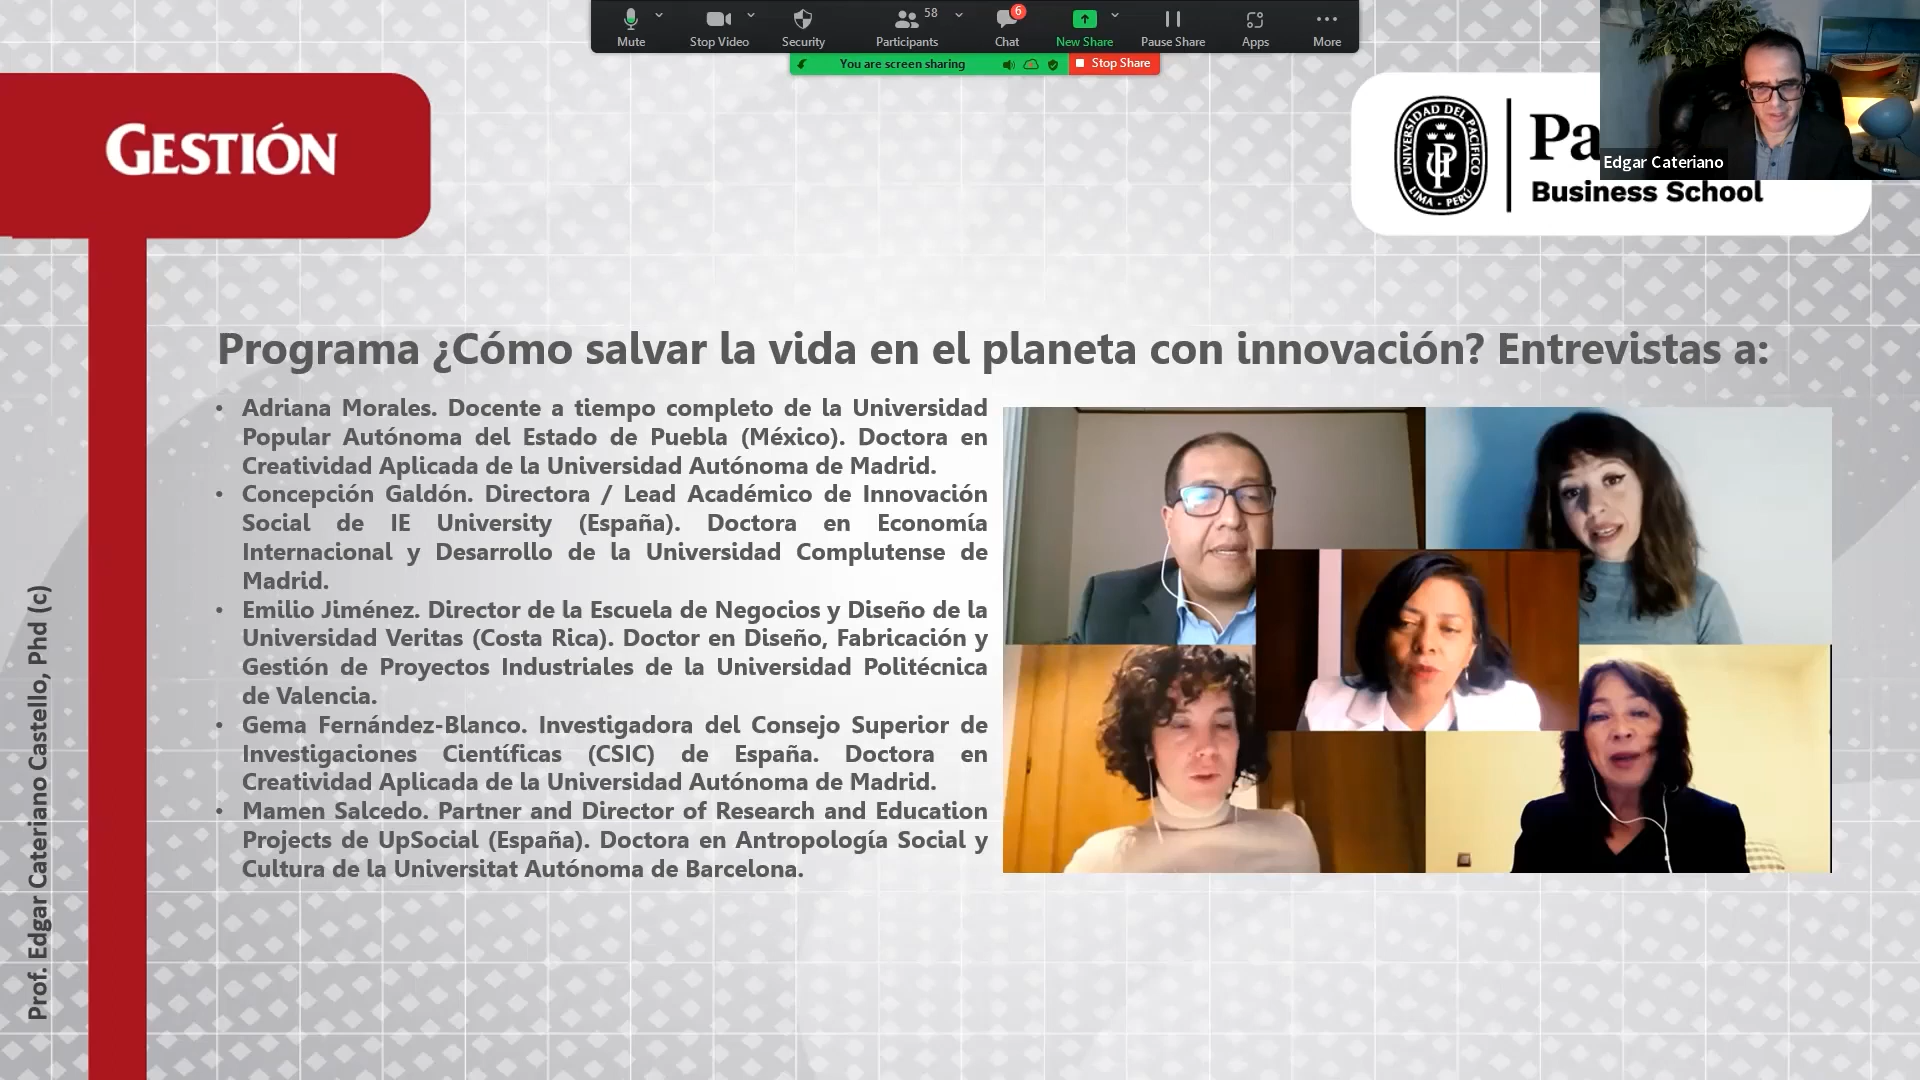 Mute
Stop Video
Security
58
Participants
6
Chat
New Share
Pause Share
Apps
More
You are screen sharing
Stop Share
GESTIÓN
UNIVERSIDAD DEL PACÍFICO
LIMA - PERÚ
Pa
Business School
Edgar Cateriano
Programa ¿Cómo salvar la vida en el planeta con innovación? Entrevistas a:
• Adriana Morales. Docente a tiempo completo de la Universidad
Popular Autónoma del Estado de Puebla (México). Doctora en
Creatividad Aplicada de la Universidad Autónoma de Madrid.
• Concepción Galdón. Directora / Lead Académico de Innovación
Social de IE University (España). Doctora en Economía
Internacional y Desarrollo de la Universidad Complutense de
Madrid.
• Emilio Jiménez. Director de la Escuela de Negocios y Diseño de la
Universidad Veritas (Costa Rica). Doctor en Diseño, Fabricación y
Gestión de Proyectos Industriales de la Universidad Politécnica
de Valencia.
• Gema Fernández-Blanco. Investigadora del Consejo Superior de
Investigaciones Científicas (CSIC) de España. Doctora en
Creatividad Aplicada de la Universidad Autónoma de Madrid.
• Mamen Salcedo. Partner and Director of Research and Education
Projects de UpSocial (España). Doctora en Antropología Social y
Cultura de la Universitat Autónoma de Barcelona.
Prof. Edgar Cateriano Castello, Phd (c)